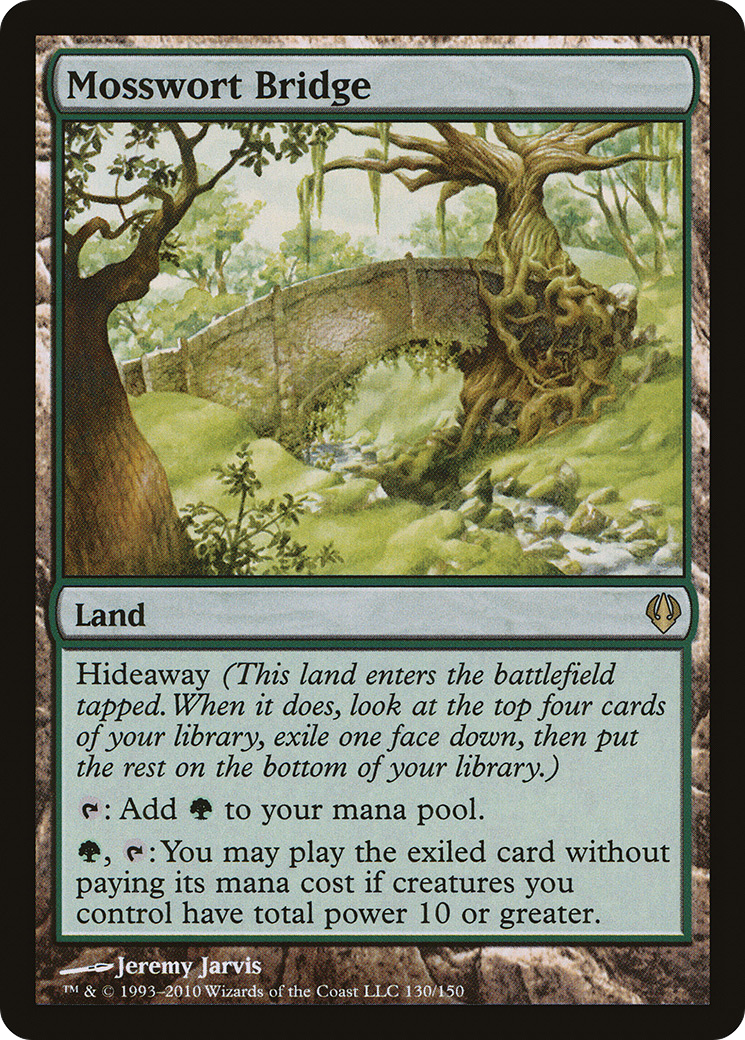 Mosswort Bridge
Land
Hideaway (This land enters the battlefield
tapped. When it does, look at the top four cards
of your library, exile one face down, then put
the rest on the bottom of your library.)
: Add to your mana pool.
, : You may play the exiled card without
paying its mana cost if creatures you
control have total power 10 or greater.
Jeremy Jarvis
™ & © 1993–2010 Wizards of the Coast LLC 130/150